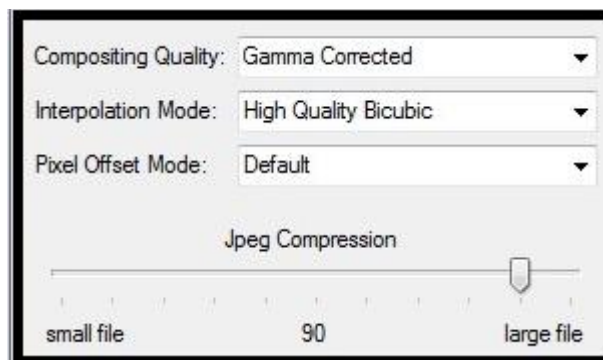 Compositing Quality: Gamma Corrected
Interpolation Mode: High Quality Bicubic
Pixel Offset Mode: Default
Jpeg Compression
small file 90 large file